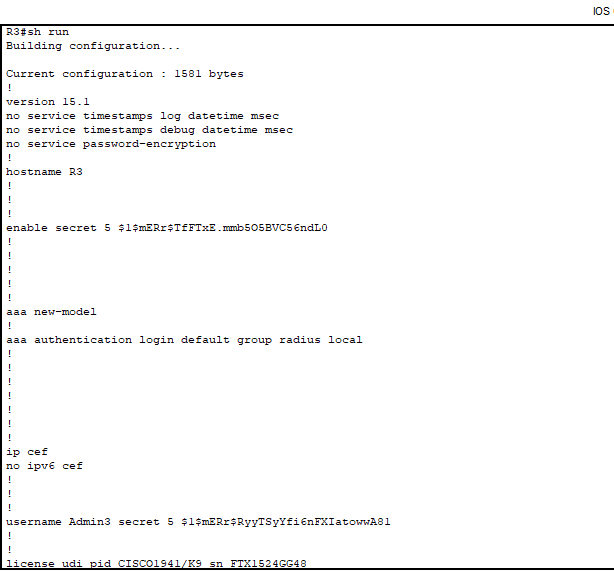 IOS
R3#sh run
Building configuration...
Current configuration : 1581 bytes
!
version 15.1
no service timestamps log datetime msec
no service timestamps debug datetime msec
no service password-encryption
!
hostname R3
!
!
!
enable secret 5 $1$mERr$TfFTxE.mmb5O5BVC56ndL0
!
!
!
!
!
aaa new-model
!
aaa authentication login default group radius local
!
!
!
!
!
!
!
ip cef
no ipv6 cef
!
!
!
username Admin3 secret 5 $1$mERr$RyyTSyYfi6nFXIatowwA81
!
!
license udi pid CISCO1941/K9 sn FTX1524GG48